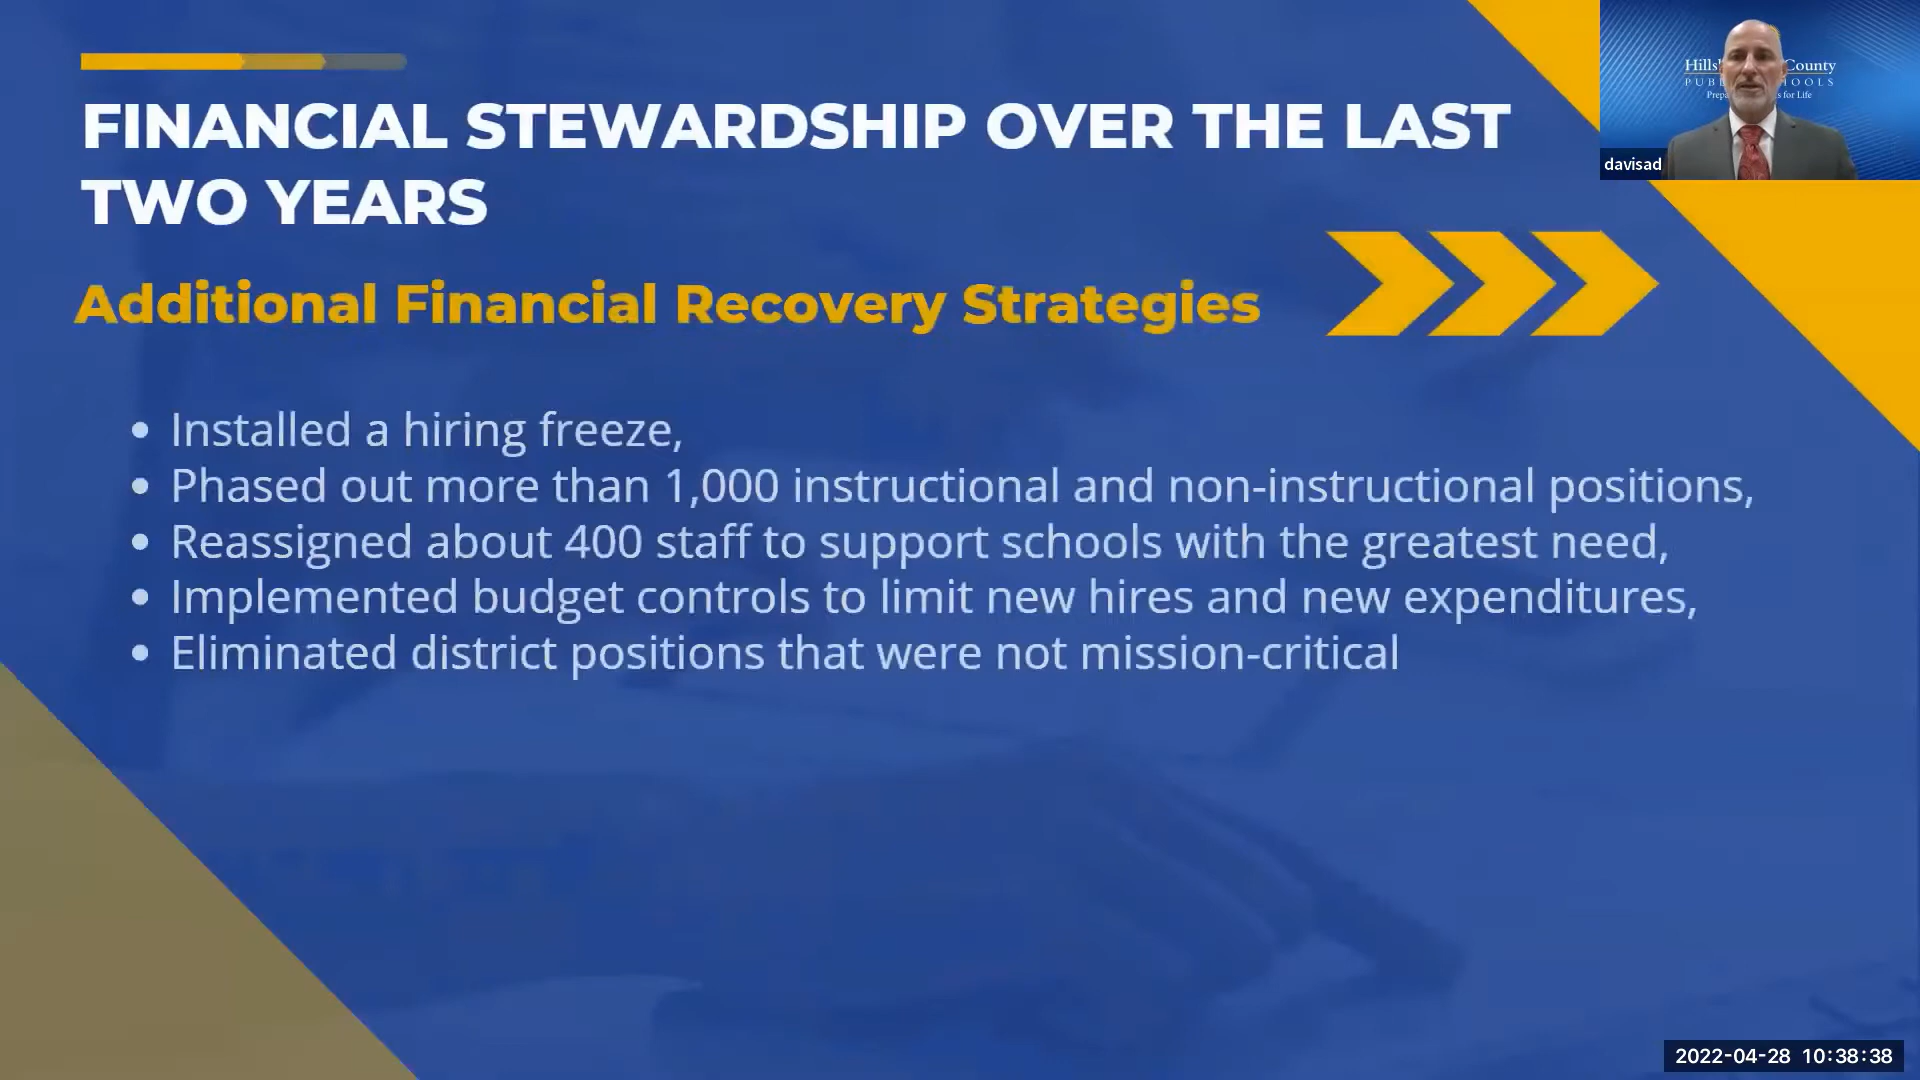 FINANCIAL STEWARDSHIP OVER THE LAST
TWO YEARS
Additional Financial Recovery Strategies
• Installed a hiring freeze,
• Phased out more than 1,000 instructional and non-instructional positions,
• Reassigned about 400 staff to support schools with the greatest need,
• Implemented budget controls to limit new hires and new expenditures,
• Eliminated district positions that were not mission-critical
County
for Life
davisad
2022-04-28 10:38:38